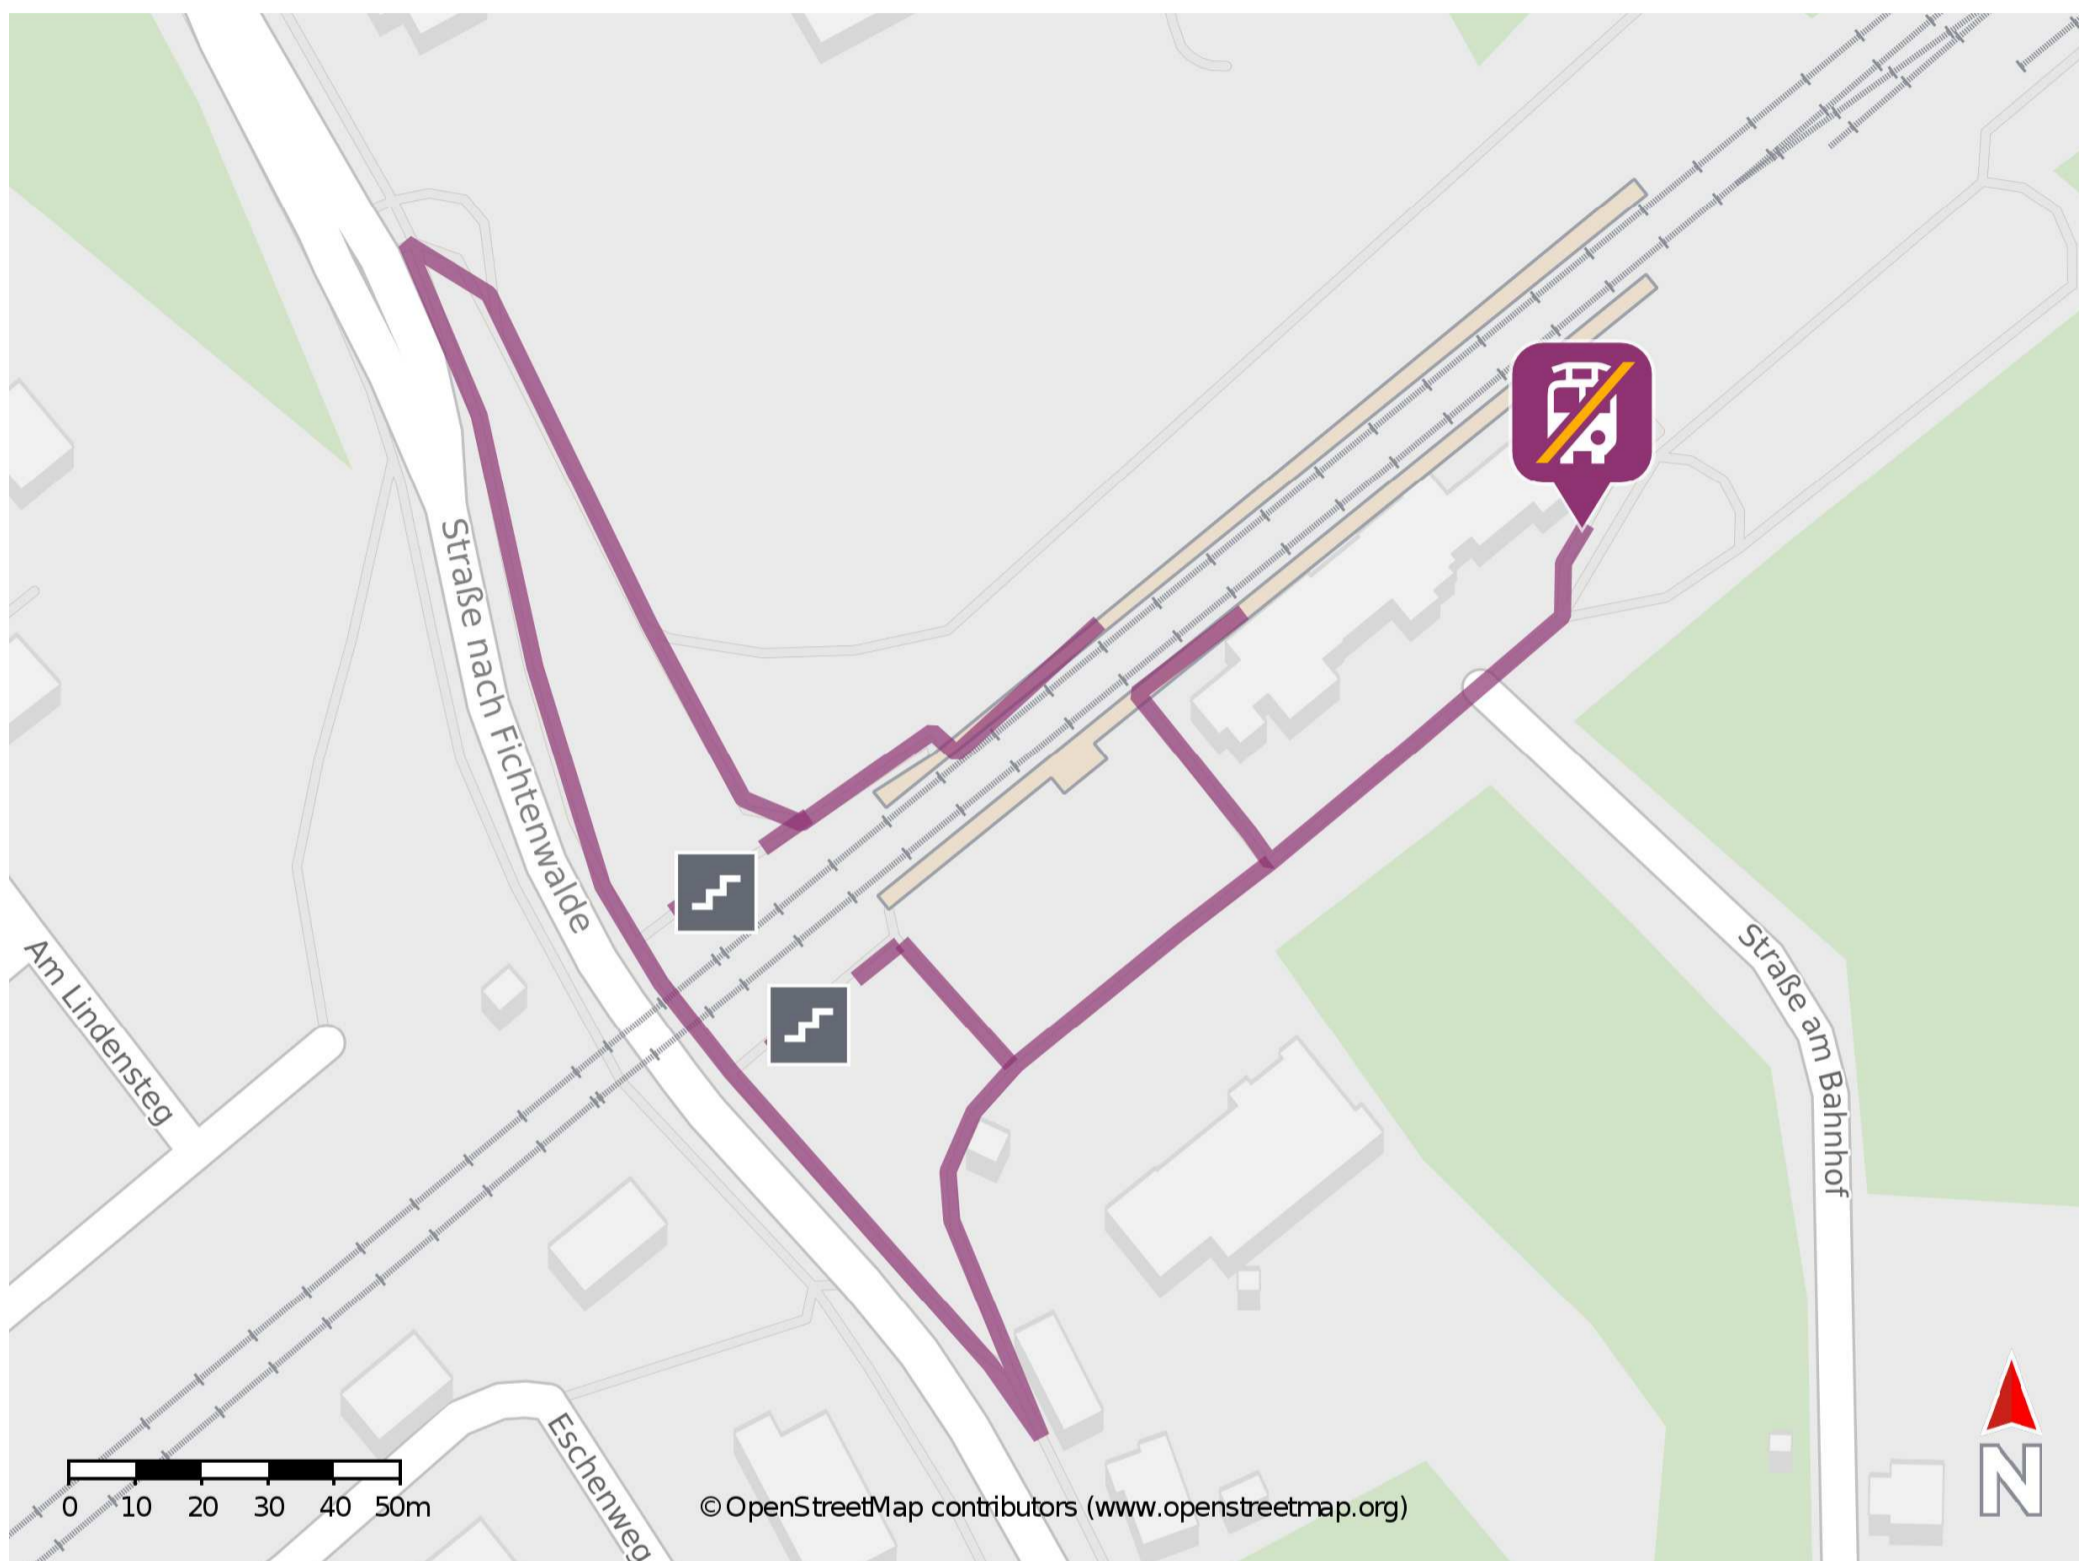 Straße nach Fichtenwalde
Am Lindensteg
Straße am Bahnhof
Eschenweg
0 10 20 30 40 50m
© OpenStreetMap contributors (www.openstreetmap.org)
N